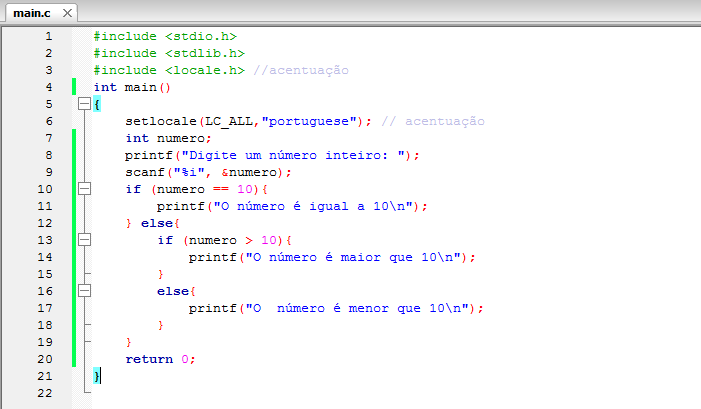 main.c X
1 #include <stdio.h>
2 #include <stdlib.h>
3 #include <locale.h> //acentuação
4 int main()
5 {
6     setlocale(LC_ALL,"portuguese"); // acentuação
7     int numero;
8     printf("Digite um número inteiro: ");
9     scanf("%i", &numero);
10     if (numero == 10){
11         printf("O número é igual a 10\n");
12     } else{
13         if (numero > 10){
14             printf("O número é maior que 10\n");
15         }
16         else{
17             printf("O  número é menor que 10\n");
18         }
19     }
20     return 0;
21 }
22